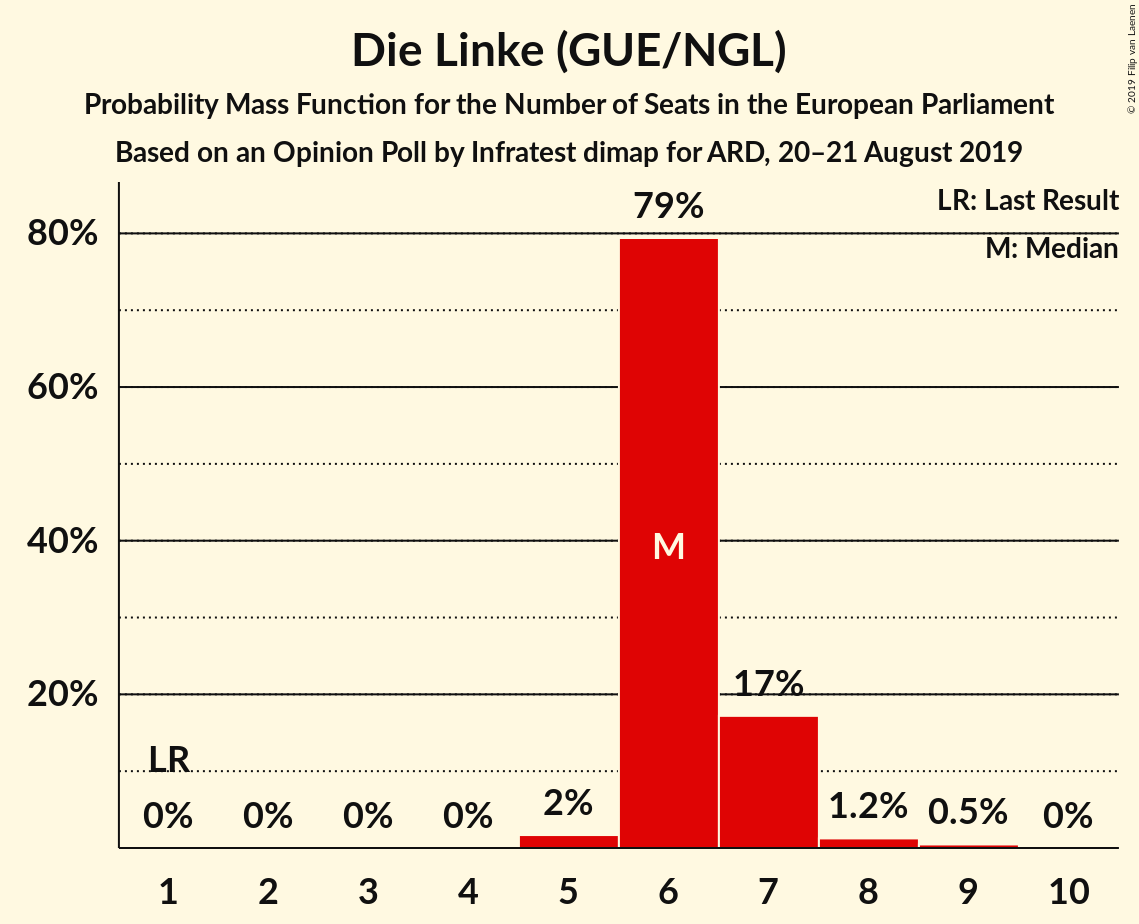 Die Linke (GUE/NGL)
Probability Mass Function for the Number of Seats in the European Parliament
Based on an Opinion Poll by Infratest dimap for ARD, 20–21 August 2019
© 2019 Filip van Laenen
LR: Last Result
M: Median
80%
60%
40%
20%
LR
0%
0%
0%
0%
2%
79%
M
17%
1.2%
0.5%
0%
1 2 3 4 5 6 7 8 9 10